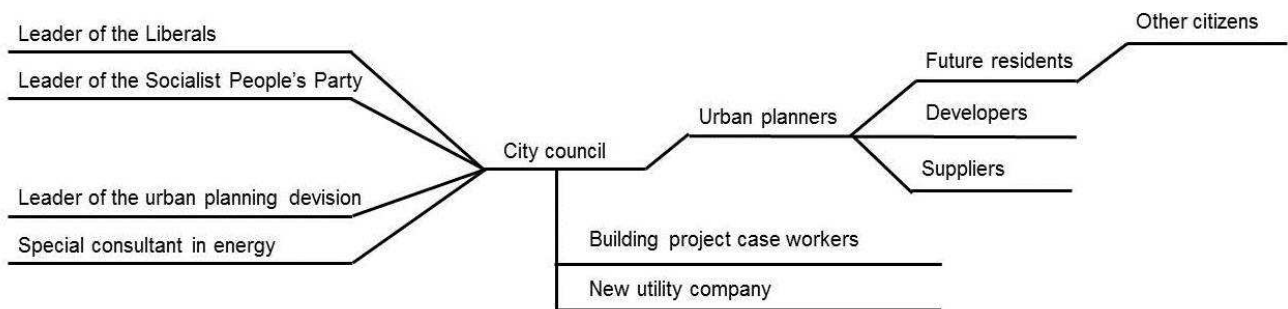 Leader of the Liberals
Leader of the Socialist People's Party
Leader of the urban planning devision
Special consultant in energy
City council
Building project case workers
New utility company
Urban planners
Future residents
Developers
Suppliers
Other citizens